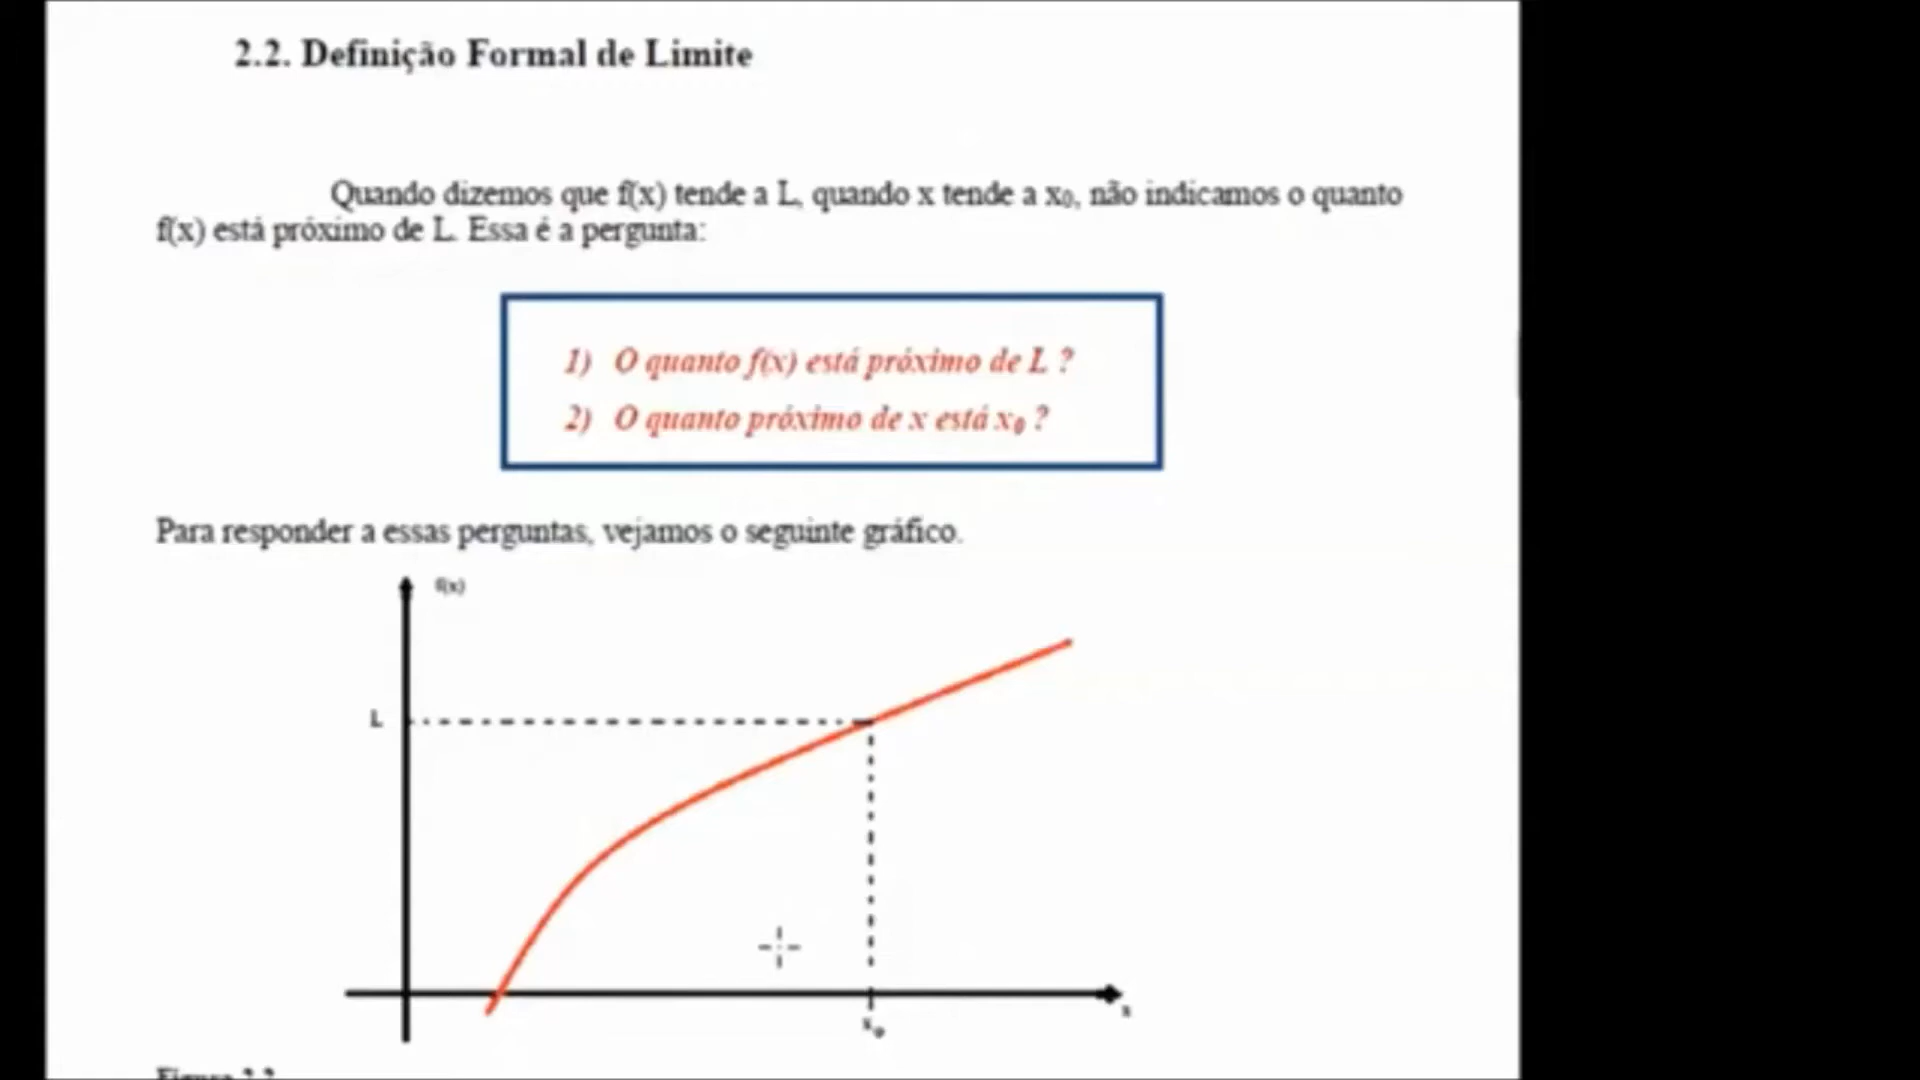 2.2. Definição Formal de Limite
Quando dizemos que f(x) tende a L, quando x tende a x₀, não indicamos o quanto
f(x) está próximo de L. Essa é a pergunta:
1) O quanto f(x) está próximo de L ?
2) O quanto próximo de x está x₀ ?
Para responder a essas perguntas, vejamos o seguinte gráfico.
f(x)
L
x
x₀